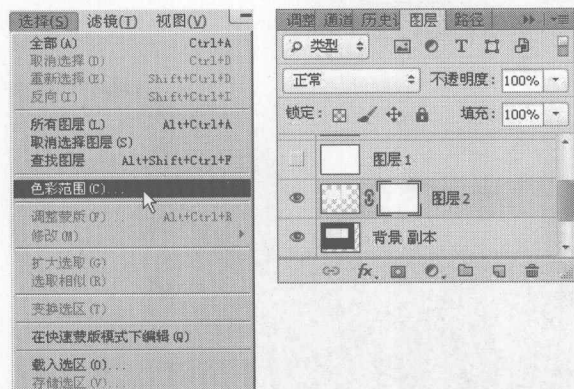 选择(S) 滤镜(T) 视图(V)
全部(A) Ctrl+A
取消选择(D) Ctrl+D
重新选择(E) Shift+Ctrl+D
反向(I) Shift+Ctrl+I
所有图层(L) Alt+Ctrl+A
取消选择图层(S)
查找图层 Alt+Shift+Ctrl+F
色彩范围(C)...
调整蒙版(F)... Alt+Ctrl+R
修改(M)
扩大选取(G)
选取相似(R)
变换选区(T)
在快速蒙版模式下编辑(Q)
载入选区(O)...
存储选区(V)...
调整 通道 历史 图层 路径
类型 T
正常 不透明度: 100%
锁定: 填充: 100%
图层1
图层2
背景 副本
fx